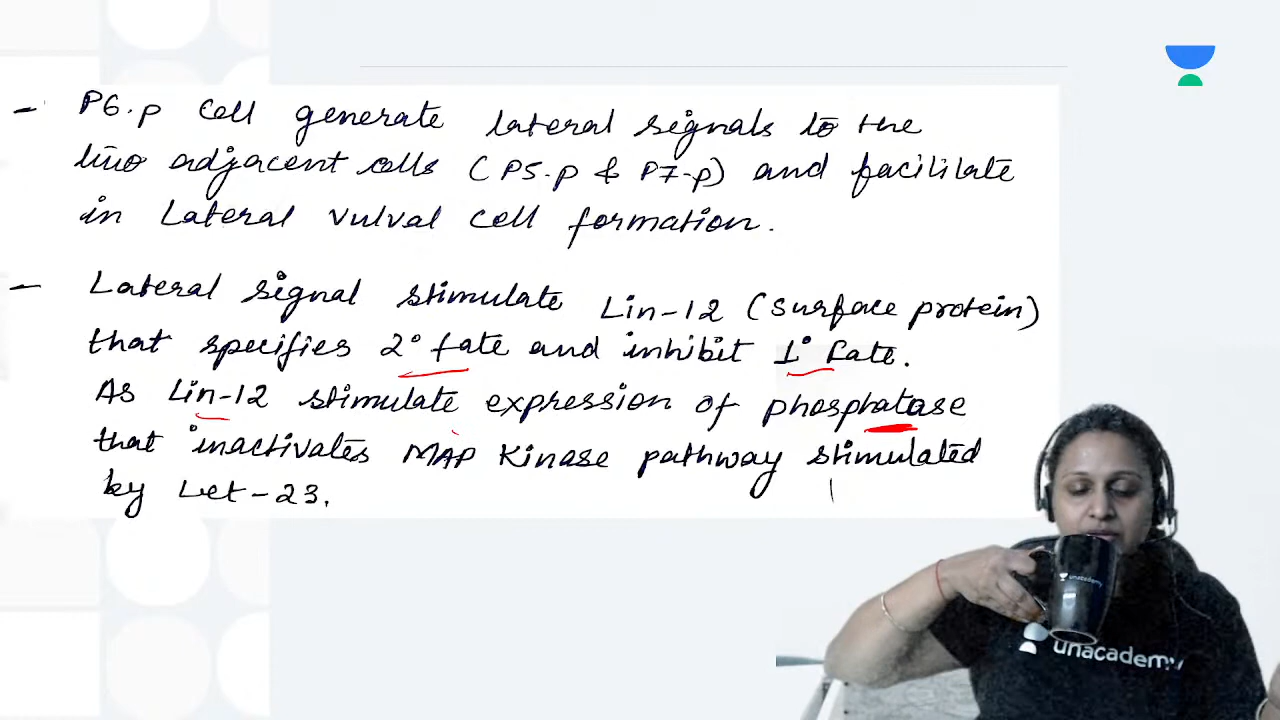 - P6.p cell generate lateral signals to the
two adjacent cells (P5.p & P7.p) and facilitate
in Lateral vulval cell formation.
- Lateral signal stimulate Lin-12 (surface protein)
that specifies 2° fate and inhibit 1° fate.
As Lin-12 stimulate expression of phosphatase
that inactivates MAP Kinase pathway stimulated
by Let-23.
unacademy
unacademy